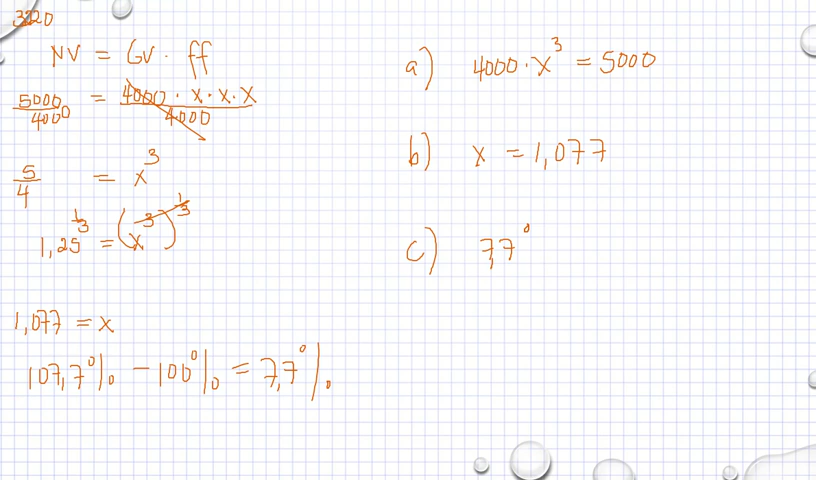 3220
NV = GV · ff
5000/4000 = 4000 · x · x · x / 4000
5/4 = x³
1,25^(1/3) = (x³)^(1/3)
1,077 = x
107,7% - 100% = 7,7%
a) 4000 · x³ = 5000
b) x = 1,077
c) 7,7°